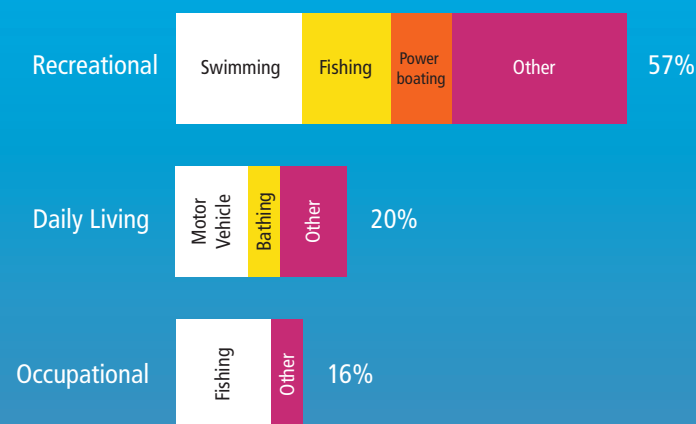 Recreational
Swimming
Fishing
Power
boating
Other
57%
Daily Living
Motor
Vehicle
Bathing
Other
20%
Occupational
Fishing
Other
16%